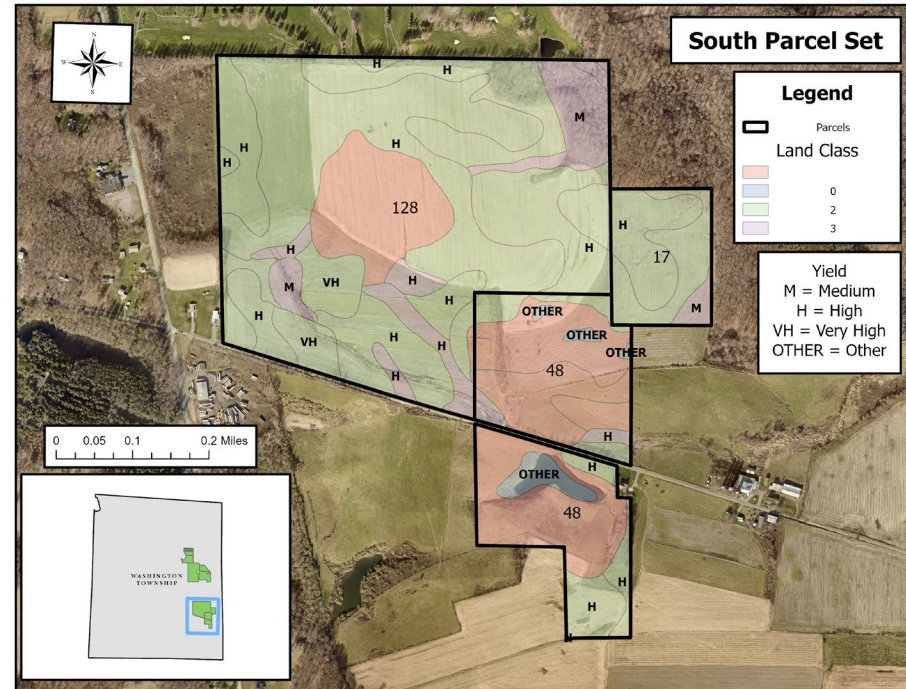 South Parcel Set
N
W
E
S
Legend
Parcels
Land Class
0
2
3
Yield
M = Medium
H = High
VH = Very High
OTHER = Other
H
H
M
H
H
H
128
H
H
17
H
H
M
VH
H
M
H
H
OTHER
OTHER
OTHER
VH
H
H
48
H
H
H
OTHER
48
H
H
0
0.05
0.1
0.2 Miles
WASHINGTON
TOWNSHIP